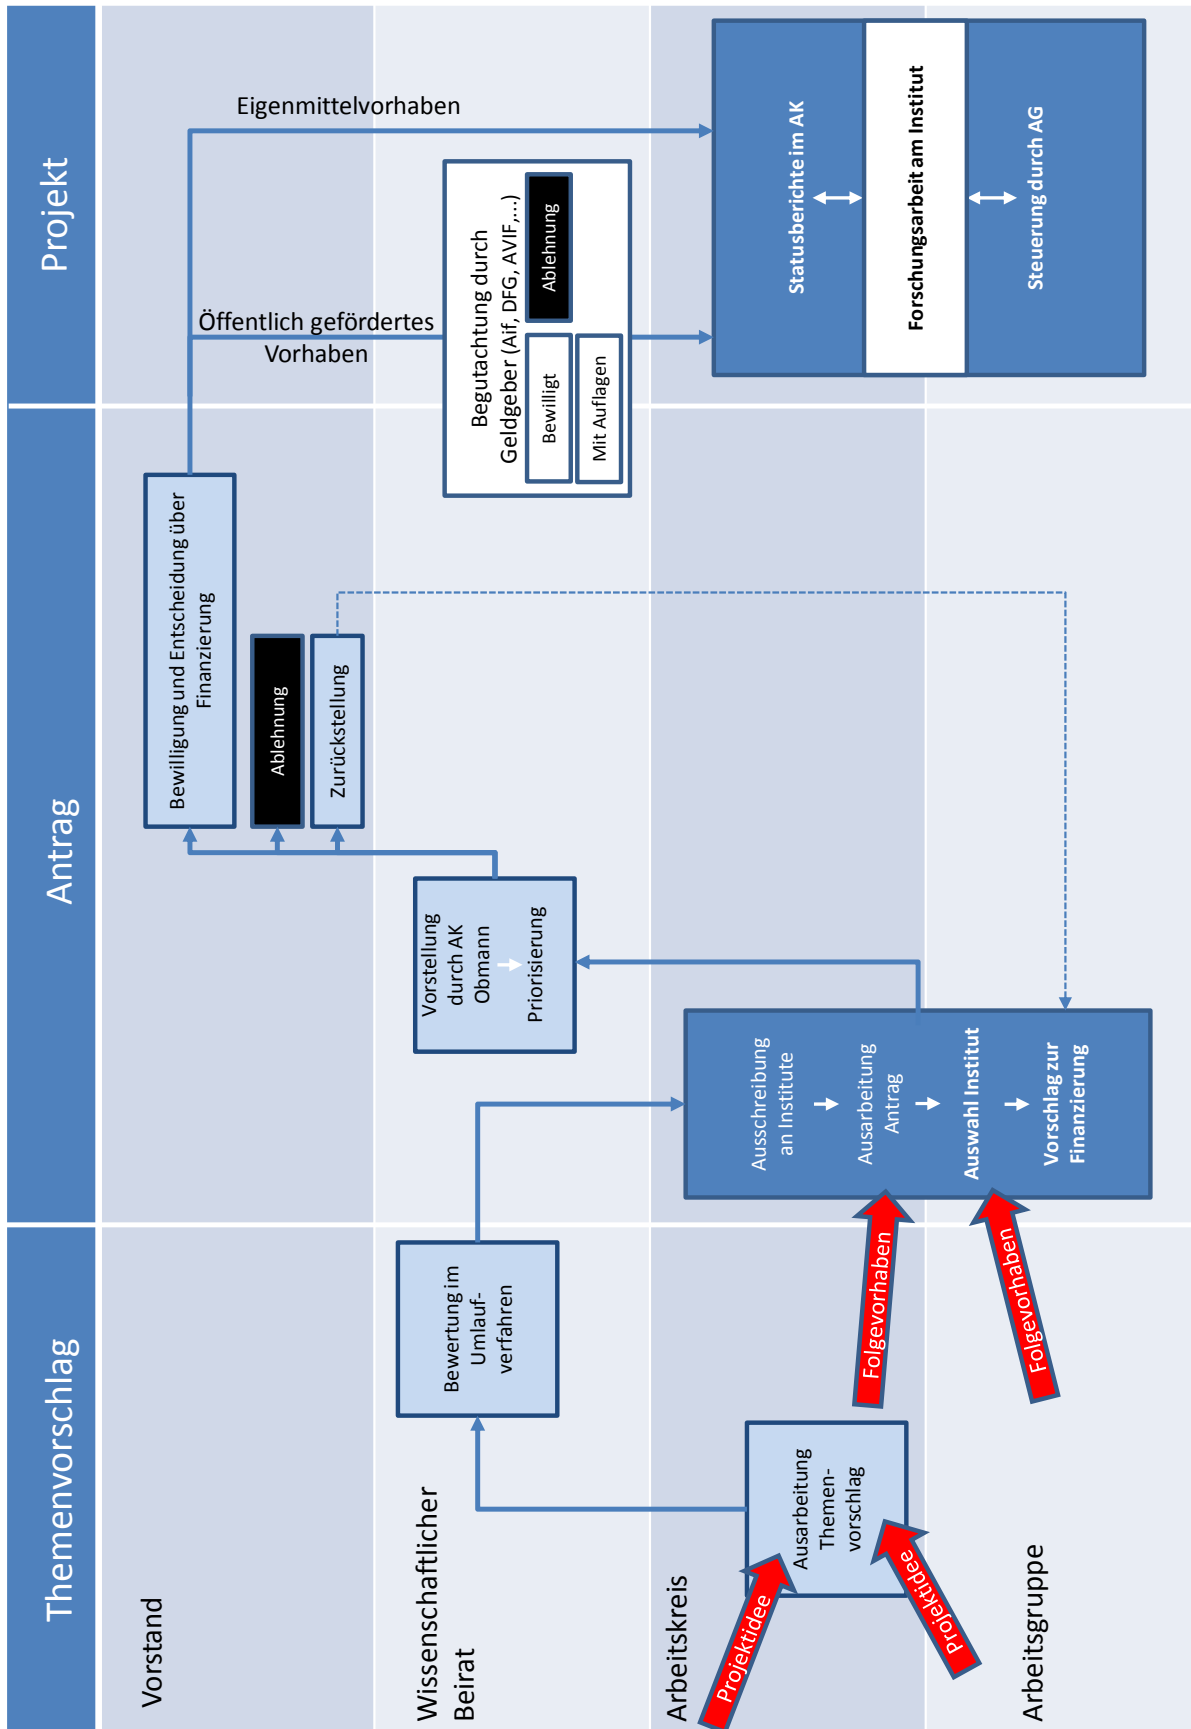 Themenvorschlag
Antrag
Projekt
Vorstand
Bewilligung und Entscheidung über
Finanzierung
Ablehnung
Zurückstellung
Eigenmittelvorhaben
Öffentlich gefördertes
Vorhaben
Wissenschaftlicher
Beirat
Bewertung im
Umlauf-
verfahren
Vorstellung
durch AK
Obmann
Priorisierung
Begutachtung durch
Geldgeber (Aif, DFG, AVIF,...)
Bewilligt
Ablehnung
Mit Auflagen
Arbeitskreis
Projektidee
Ausarbeitung
Themen-
vorschlag
Projektidee
Folgevorhaben
Ausschreibung
an Institute
Ausarbeitung
Antrag
Auswahl Institut
Vorschlag zur
Finanzierung
Statusberichte im AK
Forschungsarbeit am Institut
Steuerung durch AG
Arbeitsgruppe
Folgevorhaben